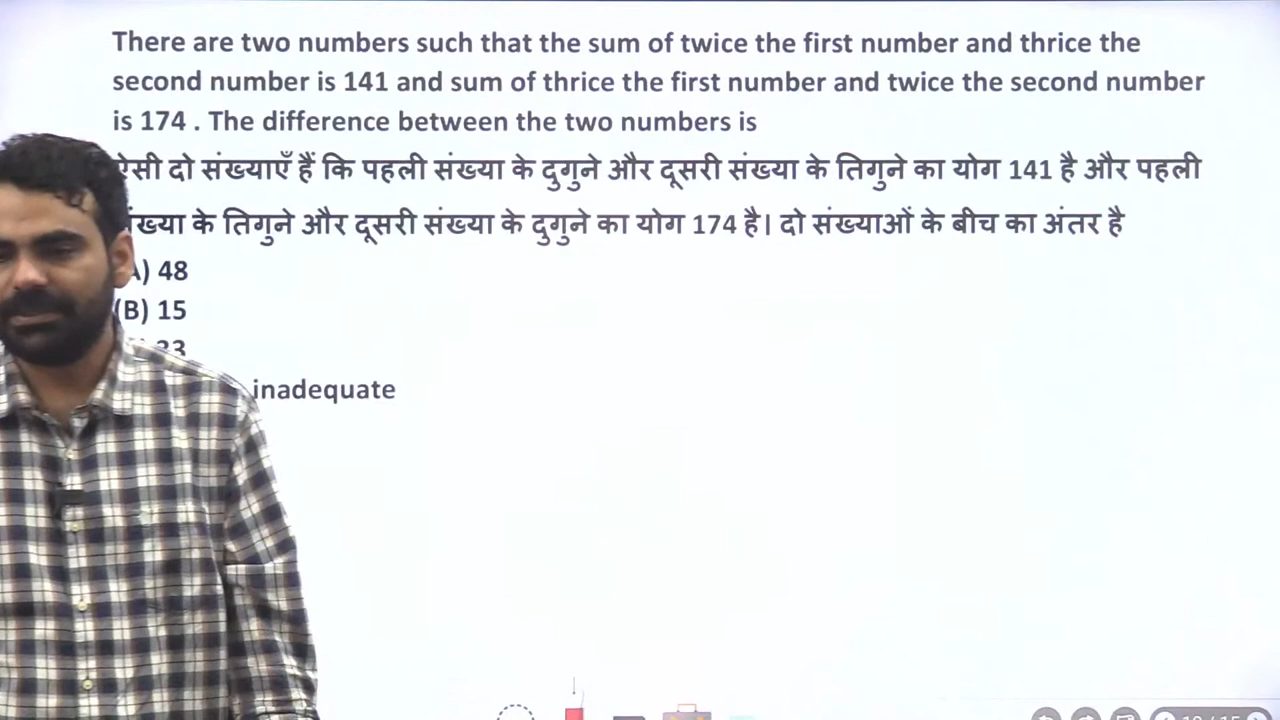 There are two numbers such that the sum of twice the first number and thrice the
second number is 141 and sum of thrice the first number and twice the second number
is 174 . The difference between the two numbers is
दो संख्याएँ हैं कि पहली संख्या के दुगुने और दूसरी संख्या के तिगुने का योग 141 है और पहली
के तिगुने और दूसरी संख्या के दुगुने का योग 174 है। दो संख्याओं के बीच का अंतर है
) 48
(B) 15
inadequate